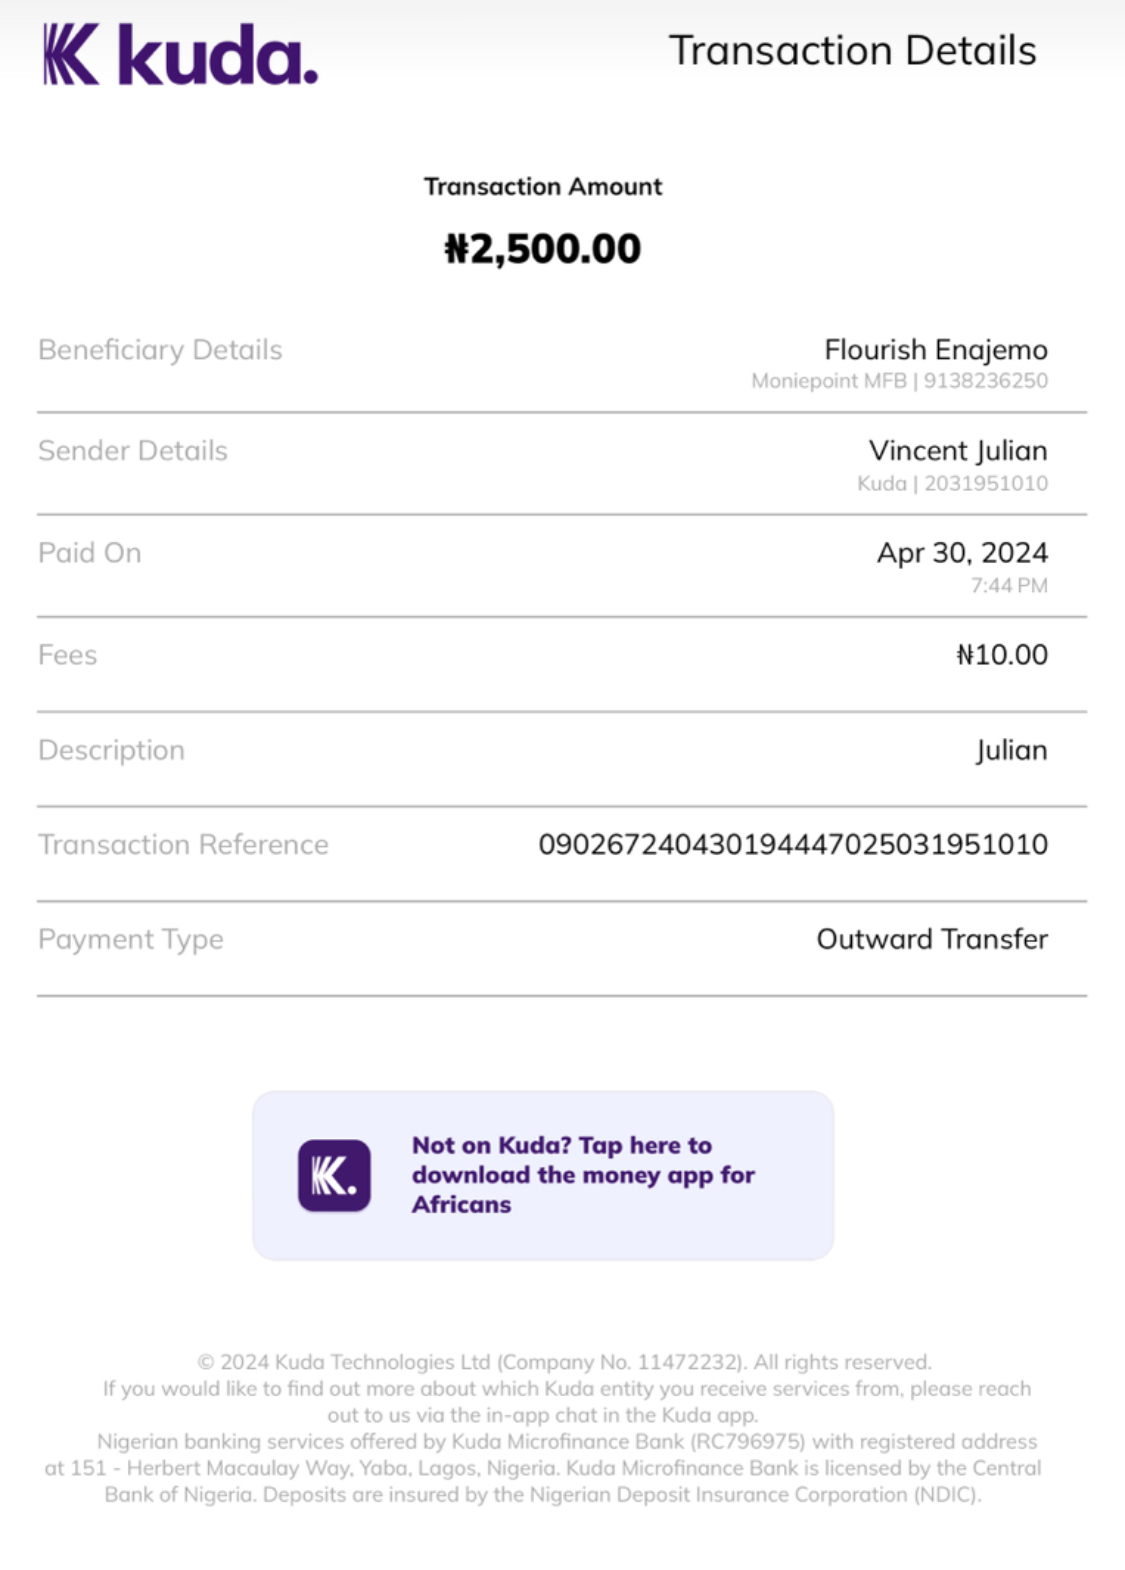 kuda.
Transaction Details
Transaction Amount
₦2,500.00
Beneficiary Details
Flourish Enajemo
Moniepoint MFB | 9138236250
Sender Details
Vincent Julian
Kuda | 2031951010
Paid On
Apr 30, 2024
7:44 PM
Fees
₦10.00
Description
Julian
Transaction Reference
090267240430194447025031951010
Payment Type
Outward Transfer
K.
Not on Kuda? Tap here to
download the money app for
Africans
© 2024 Kuda Technologies Ltd (Company No. 11472232). All rights reserved.
If you would like to find out more about which Kuda entity you receive services from, please reach
out to us via the in-app chat in the Kuda app.
Nigerian banking services offered by Kuda Microfinance Bank (RC796975) with registered address
at 151 - Herbert Macaulay Way, Yaba, Lagos, Nigeria. Kuda Microfinance Bank is licensed by the Central
Bank of Nigeria. Deposits are insured by the Nigerian Deposit Insurance Corporation (NDIC).